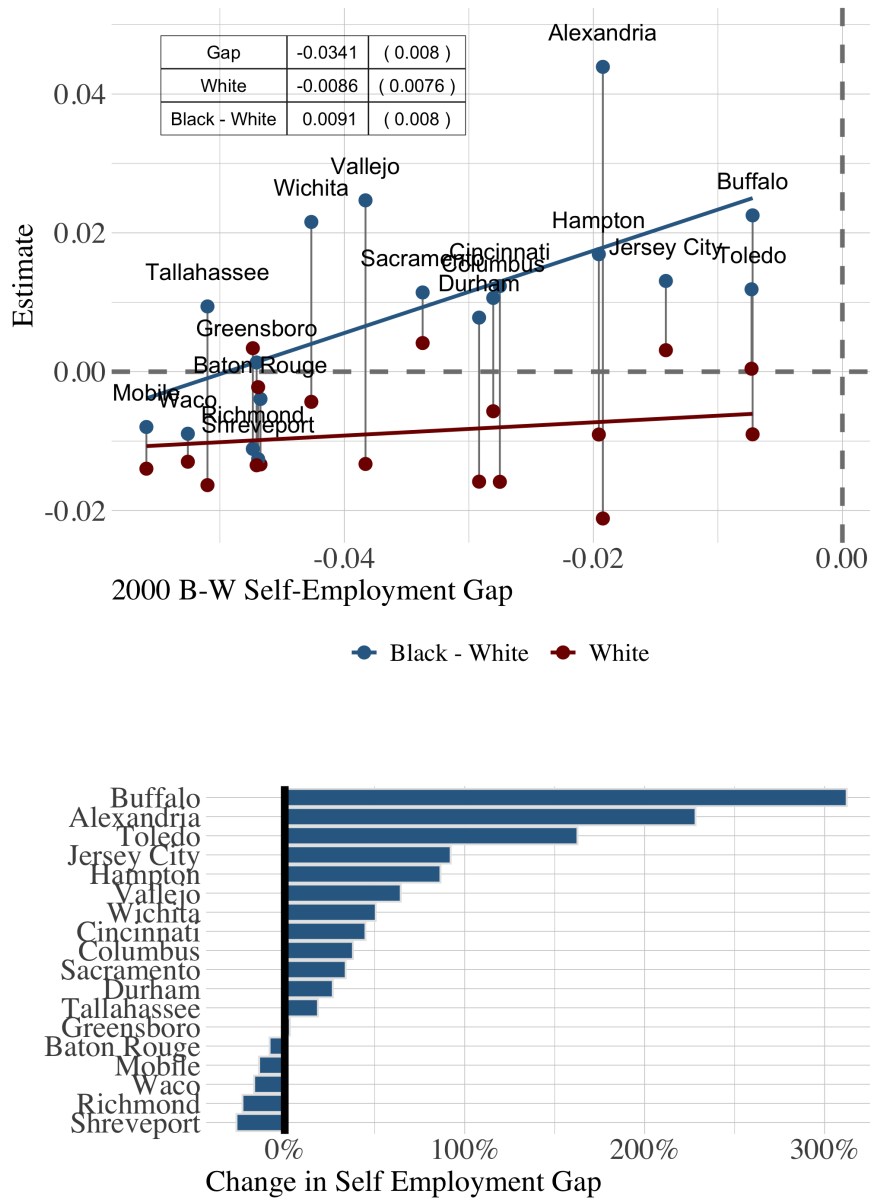 Alexandria
Gap -0.0341 ( 0.008 )
White -0.0086 ( 0.0076 )
Black - White 0.0091 ( 0.008 )
0.04
Vallejo
Wichita
Buffalo
0.02
Hampton
Jersey City
Toledo
Sacramento
Cincinnati
Columbus
Durham
Tallahassee
Greensboro
Baton Rouge
0.00
Mobile
Waco
Richmond
Shreveport
-0.02
Estimate
-0.04 -0.02 0.00
2000 B-W Self-Employment Gap
Black - White White
Buffalo
Alexandria
Toledo
Jersey City
Hampton
Vallejo
Wichita
Cincinnati
Columbus
Sacramento
Durham
Tallahassee
Greensboro
Baton Rouge
Mobile
Waco
Richmond
Shreveport
0% 100% 200% 300%
Change in Self Employment Gap